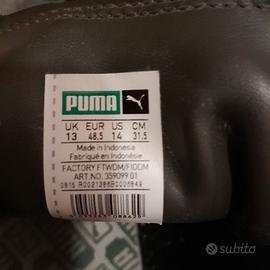 PUMA
UK EUR US CM
13 48.5 14 31.5
Made in Indonesia
Fabriqué en Indonésie
FACTORY FTWDM/FIDDM
ART.NO. 359099 01
subito